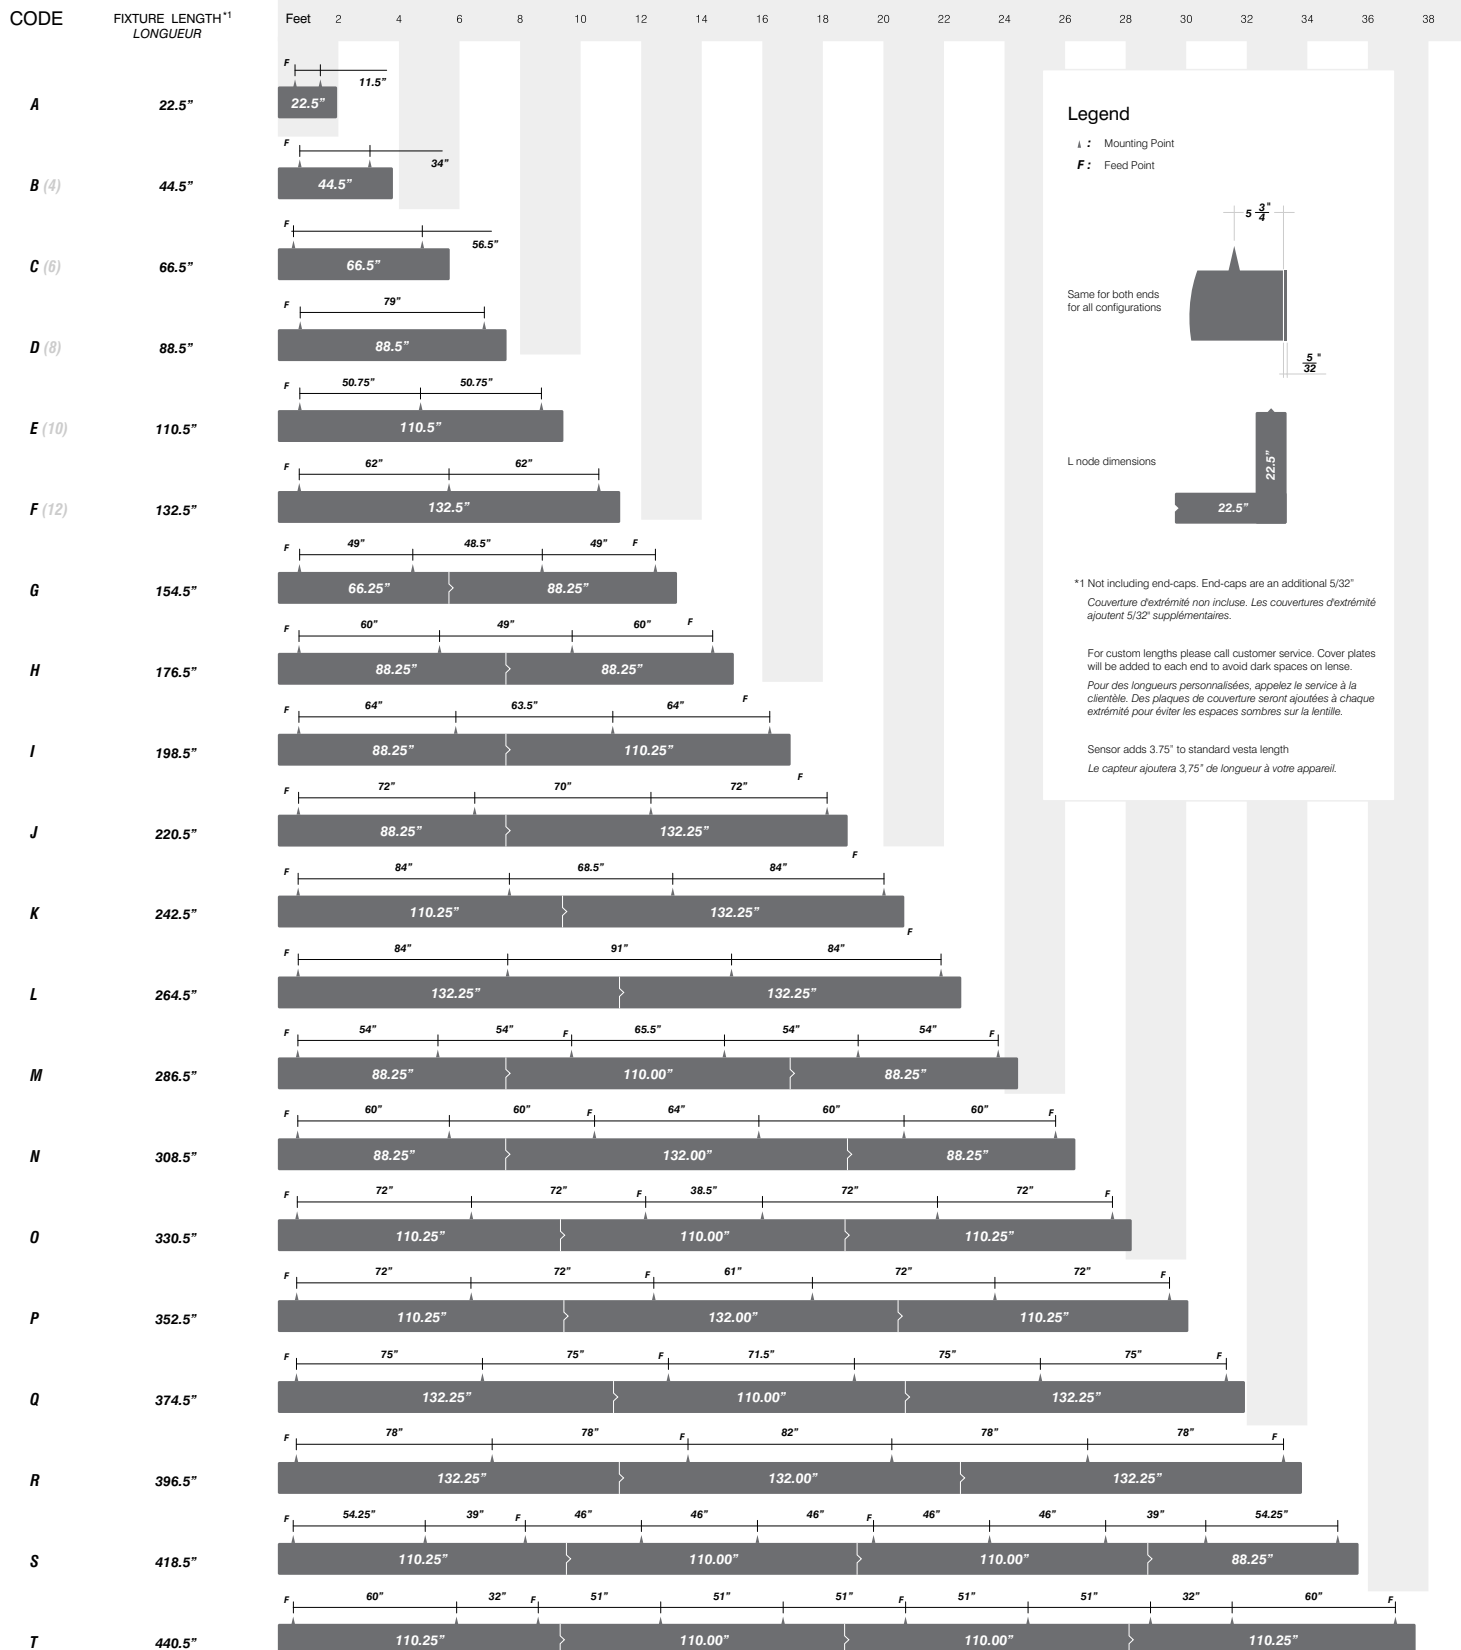 CODE FIXTURE LENGTH*1 Feet 2 4 6 8 10 12 14 16 18 20 22 24 26 28 30 32 34 36 38
LONGUEUR
F 11.5”
A 22.5” 22.5”
F 34”
B (4) 44.5” 44.5”
F 56.5”
C (6) 66.5” 66.5”
F 79”
D (8) 88.5” 88.5”
F 50.75” 50.75”
E (10) 110.5” 110.5”
F 62” 62”
F (12) 132.5” 132.5”
F 49” 48.5” 49” F
G 154.5” 66.25” 88.25”
F 60” 49” 60” F
H 176.5” 88.25” 88.25”
F 64” 63.5” 64” F
I 198.5” 88.25” 110.25”
F 72” 70” 72” F
J 220.5” 88.25” 132.25”
F 84” 68.5” 84” F
K 242.5” 110.25” 132.25”
F 84” 91” 84” F
L 264.5” 132.25” 132.25”
F 54” 54” F 65.5” 54” 54” F
M 286.5” 88.25” 110.00” 88.25”
F 60” 60” F 64” 60” 60” F
N 308.5” 88.25” 132.00” 88.25”
F 72” 72” F 38.5” 72” 72” F
O 330.5” 110.25” 110.00” 110.25”
F 72” 72” F 61” 72” 72” F
P 352.5” 110.25” 132.00” 110.25”
F 75” 75” F 71.5” 75” 75” F
Q 374.5” 132.25” 110.00” 132.25”
F 78” 78” F 82” 78” 78” F
R 396.5” 132.25” 132.00” 132.25”
F 54.25” 39” F 46” 46” 46” F 46” 46” 39” 54.25”
S 418.5” 110.25” 110.00” 110.00” 88.25”
F 60” 32” F 51” 51” 51” F 51” 51” 32” 60” F
T 440.5” 110.25” 110.00” 110.00” 110.25”
Legend
: Mounting Point
F : Feed Point
5 3/4"
Same for both ends
for all configurations
5/32"
L node dimensions
22.5”
22.5”
*1 Not including end-caps. End-caps are an additional 5/32"
Couverture d'extrémité non incluse. Les couvertures d'extrémité
ajoutent 5/32" supplémentaires.
For custom lengths please call customer service. Cover plates
will be added to each end to avoid dark spaces on lense.
Pour des longueurs personnalisées, appelez le service à la
clientèle. Des plaques de couverture seront ajoutées à chaque
extrémité pour éviter les espaces sombres sur la lentille.
Sensor adds 3.75" to standard vesta length
Le capteur ajoutera 3,75" de longueur à votre appareil.